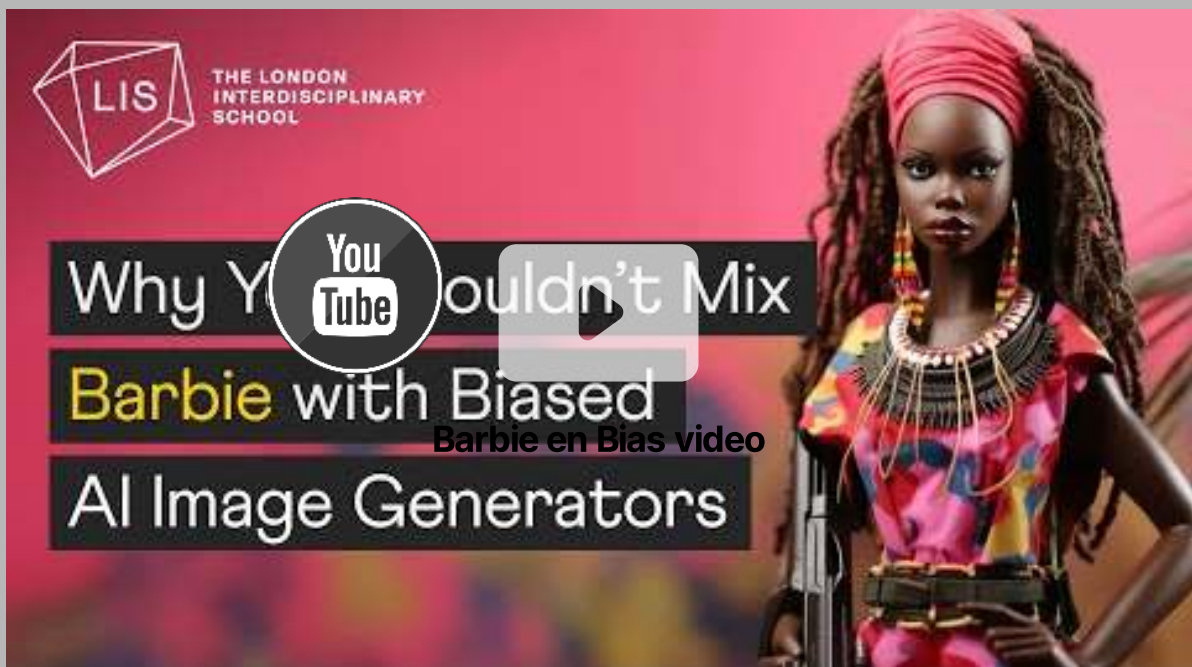 LIS
THE LONDON
INTERDISCIPLINARY
SCHOOL
You
Tube
Why Y ouldn't Mix
Barbie with Biased
Barbie en Bias video
AI Image Generators